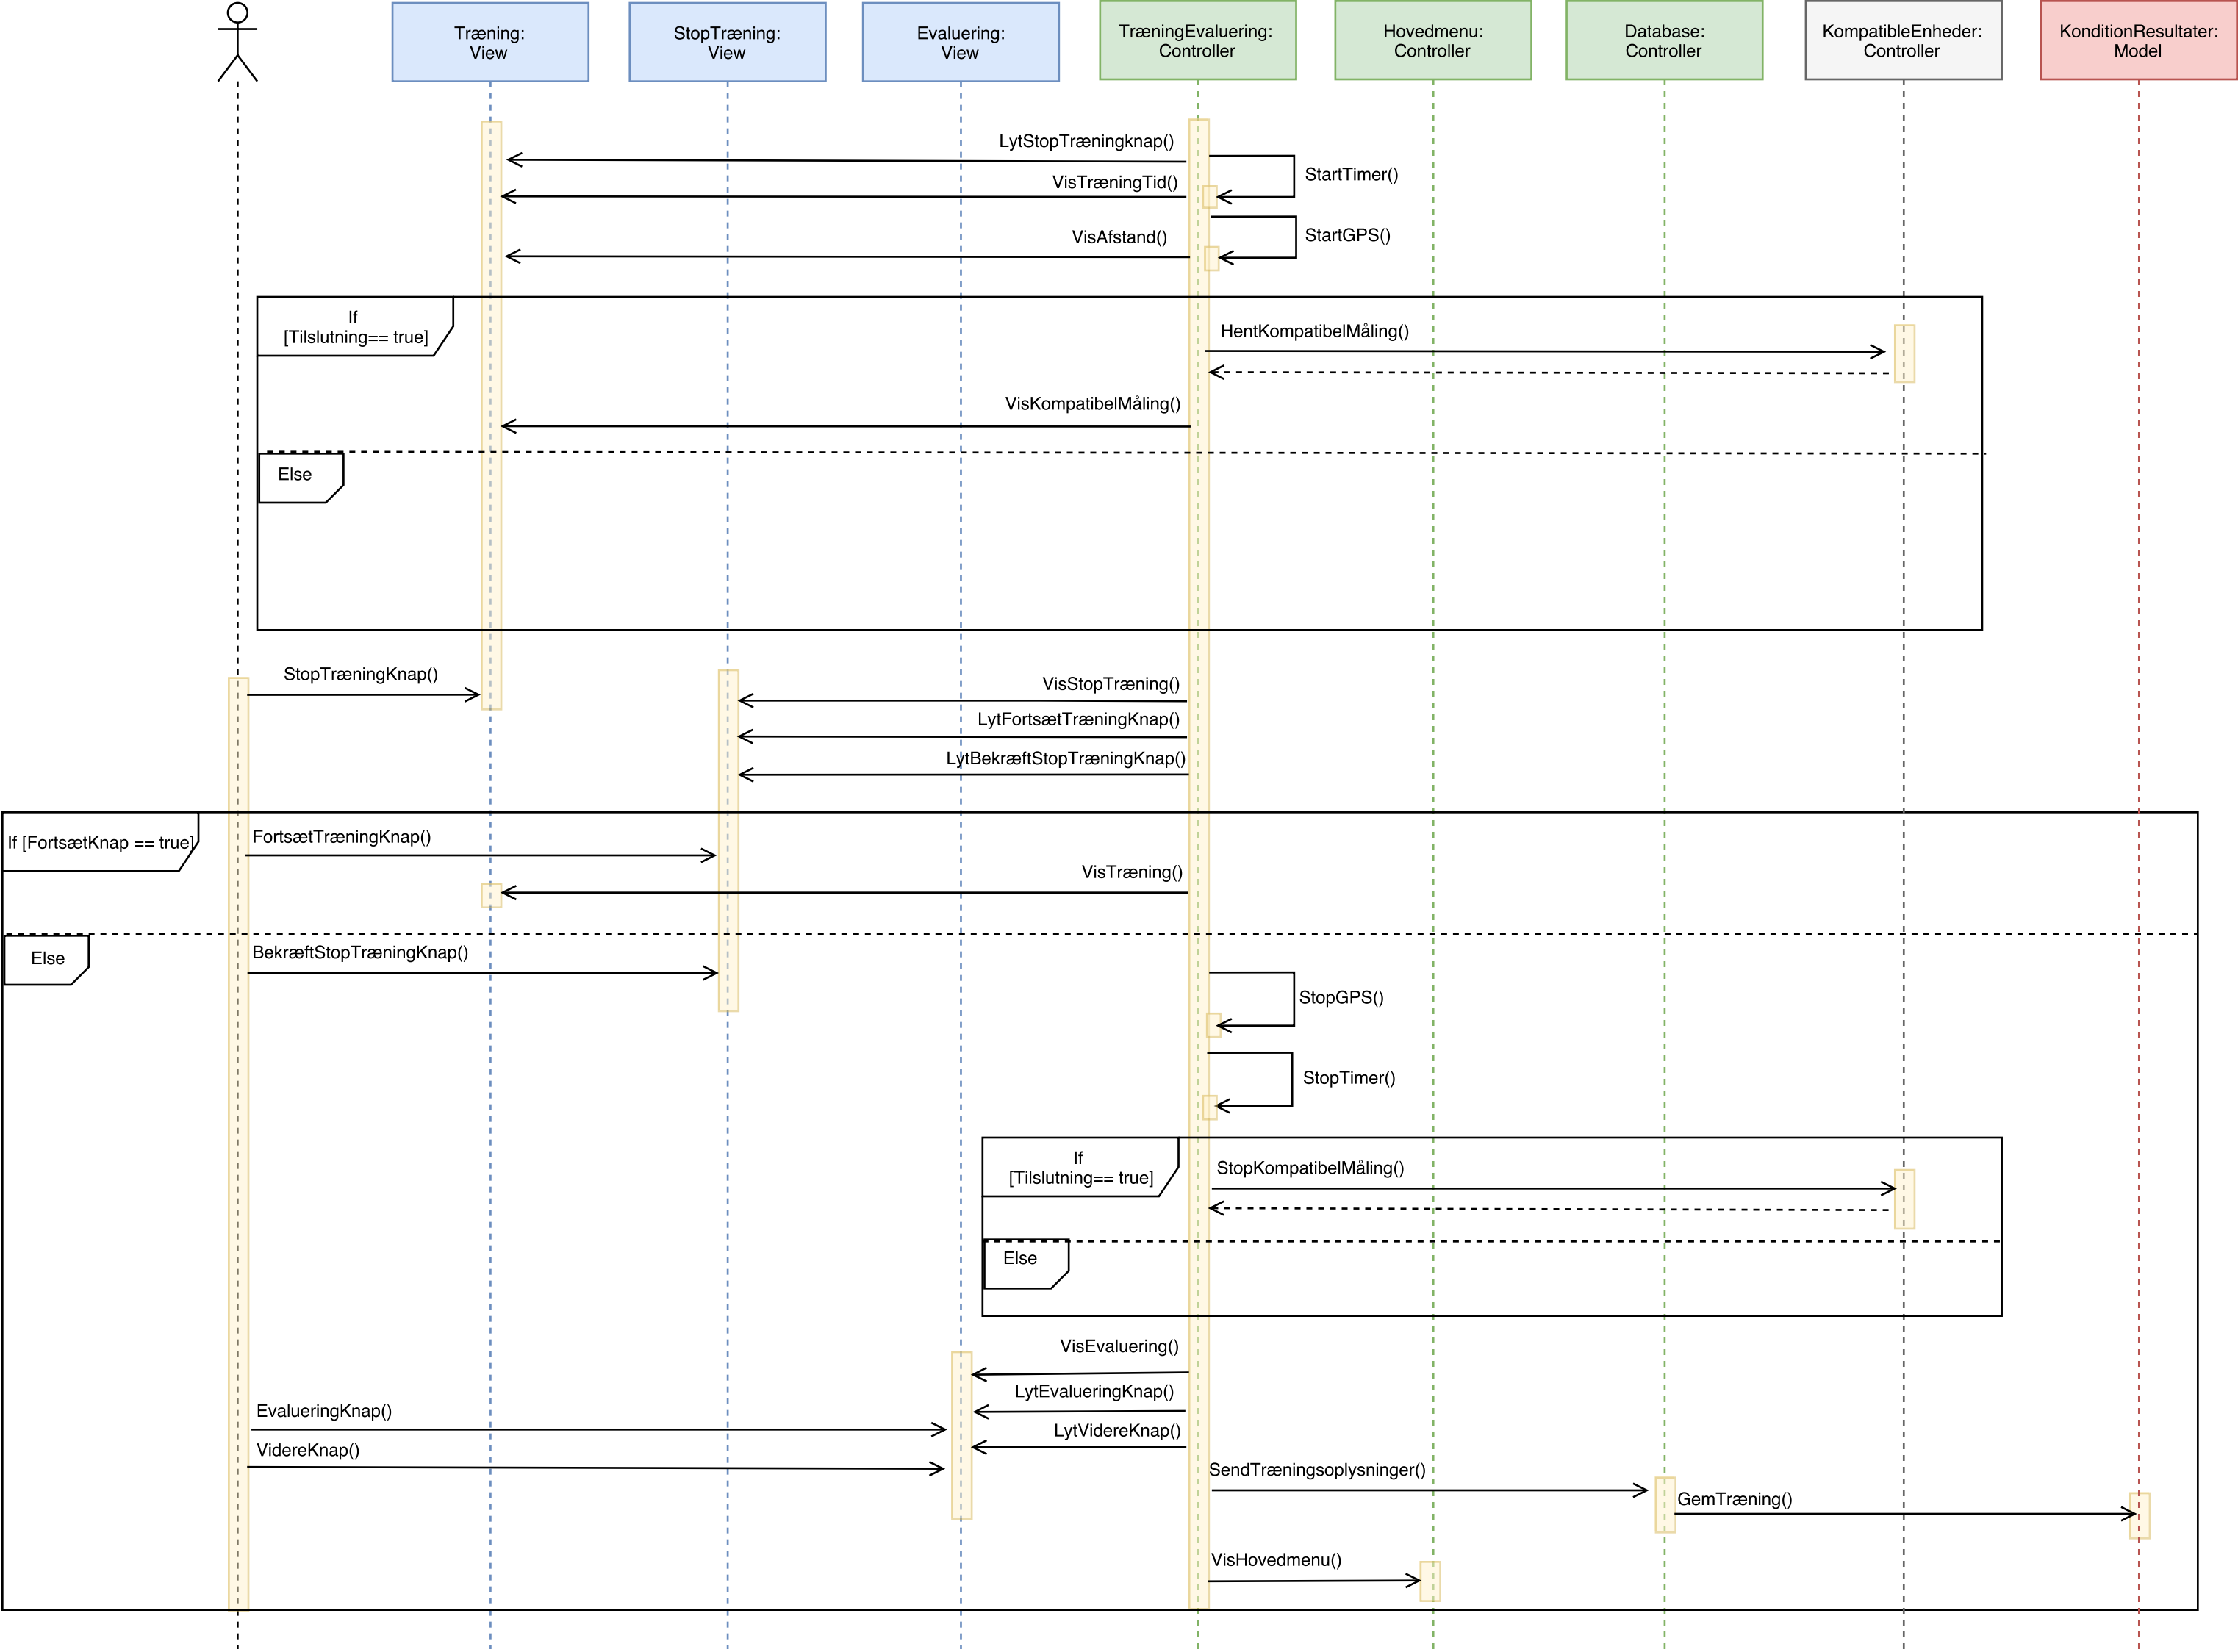 Træning:
View
StopTræning:
View
Evaluering:
View
TræningEvaluering:
Controller
Hovedmenu:
Controller
Database:
Controller
KompatibleEnheder:
Controller
KonditionResultater:
Model
LytStopTræningknap()
StartTimer()
VisTræningTid()
StartGPS()
VisAfstand()
If
[Tilslutning== true]
HentKompatibelMåling()
VisKompatibelMåling()
Else
StopTræningKnap()
VisStopTræning()
LytFortsætTræningKnap()
LytBekræftStopTræningKnap()
If [FortsætKnap == true]
FortsætTræningKnap()
VisTræning()
Else
BekræftStopTræningKnap()
StopGPS()
StopTimer()
If
[Tilslutning== true]
StopKompatibelMåling()
Else
VisEvaluering()
LytEvalueringKnap()
EvalueringKnap()
LytVidereKnap()
VidereKnap()
SendTræningsoplysninger()
GemTræning()
VisHovedmenu()